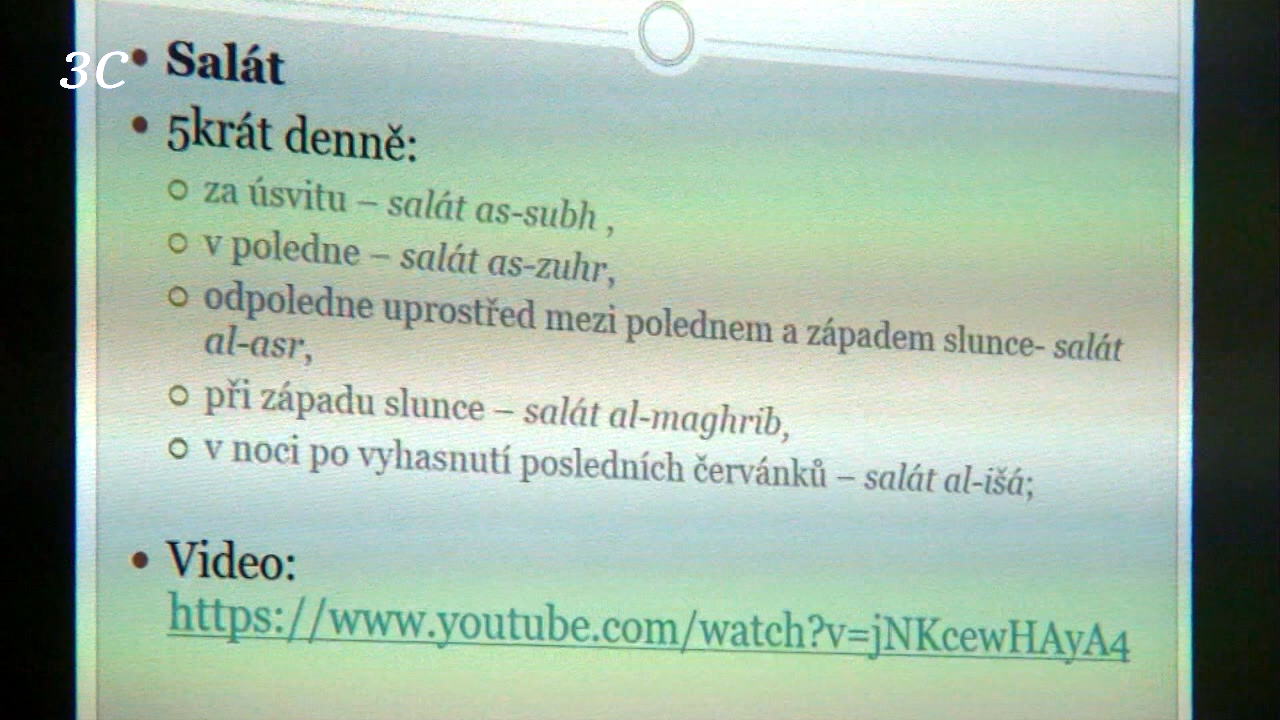 3C
Salát
5krát denně:
za úsvitu – salát as-subh ,
v poledne – salát as-zuhr,
odpoledne uprostřed mezi polednem a západem slunce- salát
al-asr,
při západu slunce – salát al-maghrib,
v noci po vyhasnutí posledních červánků – salát al-išá;
Video:
https://www.youtube.com/watch?v=jNKcewHAyA4